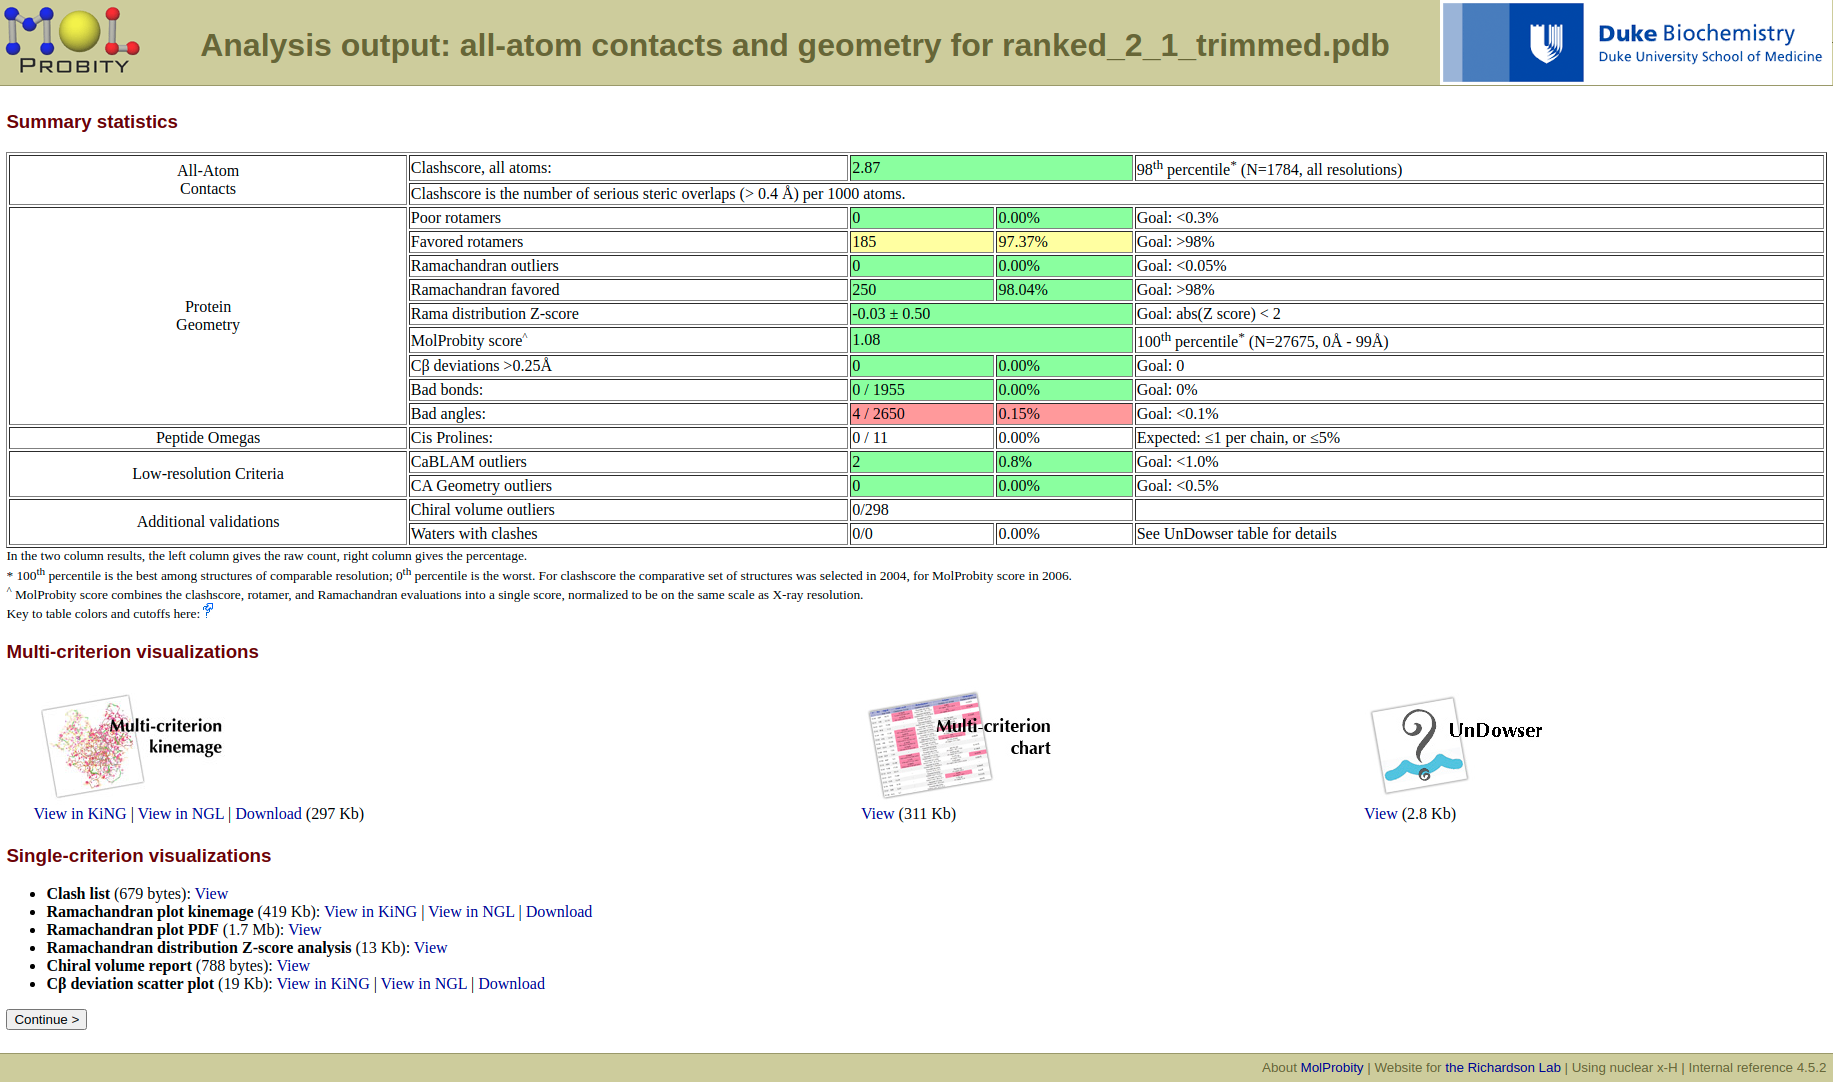 MOL
PROBITY
Analysis output: all-atom contacts and geometry for ranked_2_1_trimmed.pdb
Duke Biochemistry
Duke University School of Medicine
Summary statistics
All-Atom
Contacts
Clashscore, all atoms: 2.87 98th percentile* (N=1784, all resolutions)
Clashscore is the number of serious steric overlaps (> 0.4 Å) per 1000 atoms.
Protein
Geometry
Poor rotamers 0 0.00% Goal: <0.3%
Favored rotamers 185 97.37% Goal: >98%
Ramachandran outliers 0 0.00% Goal: <0.05%
Ramachandran favored 250 98.04% Goal: >98%
Rama distribution Z-score -0.03 ± 0.50 Goal: abs(Z score) < 2
MolProbity score^ 1.08 100th percentile* (N=27675, 0Å - 99Å)
Cβ deviations >0.25Å 0 0.00% Goal: 0
Bad bonds: 0 / 1955 0.00% Goal: 0%
Bad angles: 4 / 2650 0.15% Goal: <0.1%
Peptide Omegas Cis Prolines: 0 / 11 0.00% Expected: ≤1 per chain, or ≤5%
Low-resolution Criteria
CaBLAM outliers 2 0.8% Goal: <1.0%
CA Geometry outliers 0 0.00% Goal: <0.5%
Additional validations
Chiral volume outliers 0/298
Waters with clashes 0/0 0.00% See UnDowser table for details
In the two column results, the left column gives the raw count, right column gives the percentage.
* 100th percentile is the best among structures of comparable resolution; 0th percentile is the worst. For clashscore the comparative set of structures was selected in 2004, for MolProbity score in 2006.
^ MolProbity score combines the clashscore, rotamer, and Ramachandran evaluations into a single score, normalized to be on the same scale as X-ray resolution.
Key to table colors and cutoffs here: ?
Multi-criterion visualizations
Multi-criterion
kinemage
Multi-criterion
chart
UnDowser
View in KiNG | View in NGL | Download (297 Kb)
View (311 Kb)
View (2.8 Kb)
Single-criterion visualizations
• Clash list (679 bytes): View
• Ramachandran plot kinemage (419 Kb): View in KiNG | View in NGL | Download
• Ramachandran plot PDF (1.7 Mb): View
• Ramachandran distribution Z-score analysis (13 Kb): View
• Chiral volume report (788 bytes): View
• Cβ deviation scatter plot (19 Kb): View in KiNG | View in NGL | Download
Continue >
About MolProbity | Website for the Richardson Lab | Using nuclear x-H | Internal reference 4.5.2